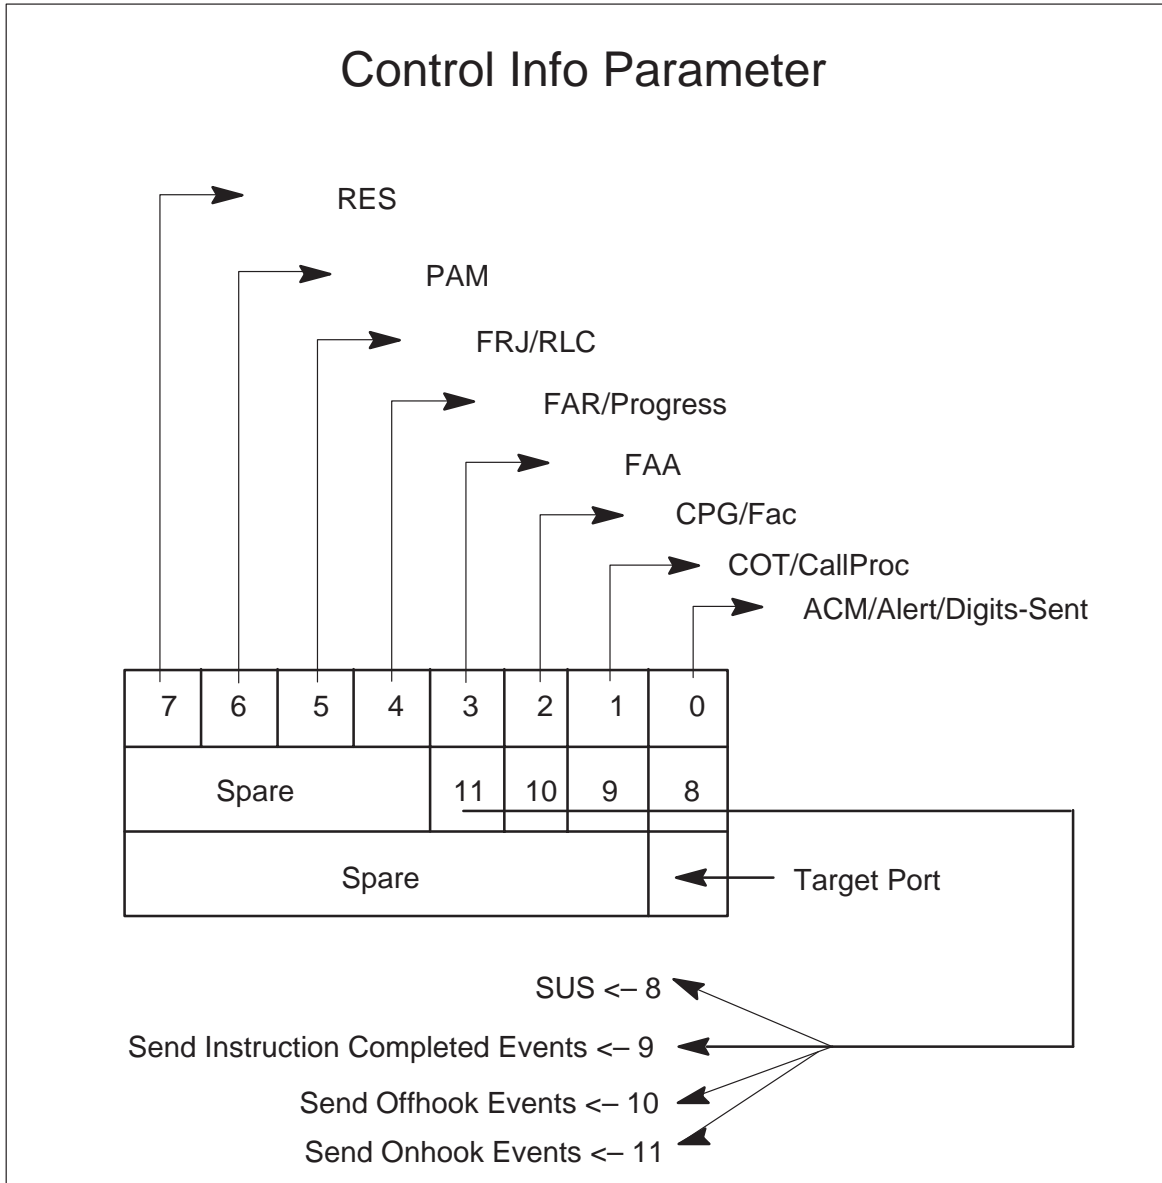 Control Info Parameter
RES
PAM
FRJ/RLC
FAR/Progress
FAA
CPG/Fac
COT/CallProc
ACM/Alert/Digits-Sent
7 6 5 4 3 2 1 0
Spare 11 10 9 8
Spare Target Port
SUS <– 8
Send Instruction Completed Events <– 9
Send Offhook Events <– 10
Send Onhook Events <– 11